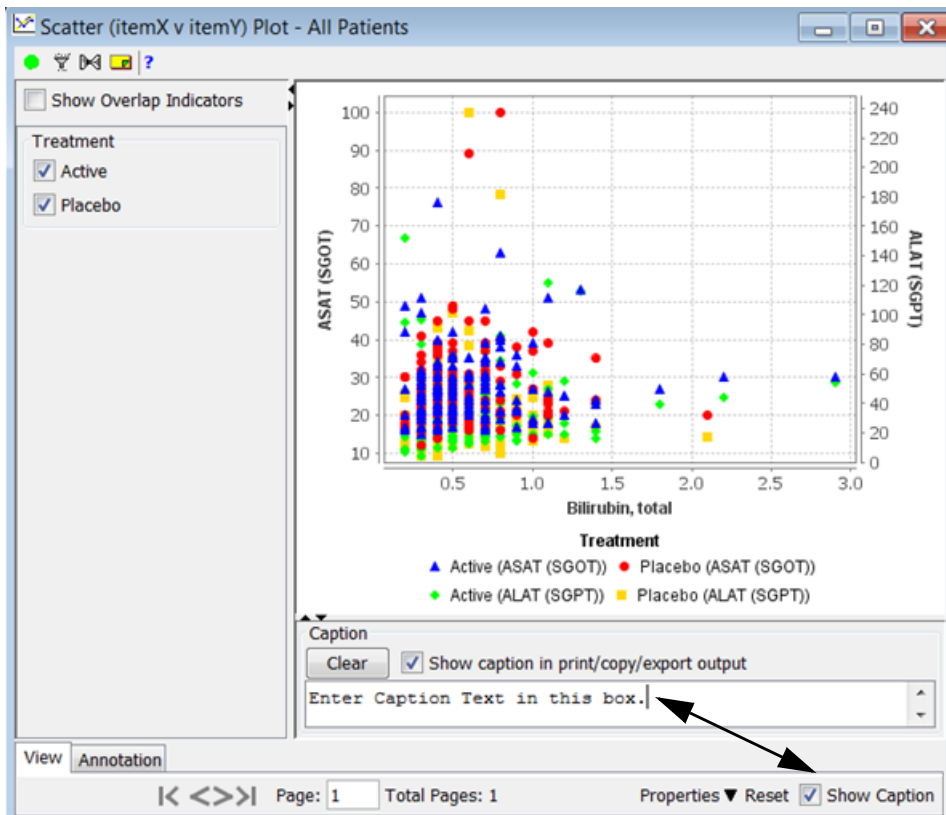 Scatter (itemX v itemY) Plot - All Patients
?
Show Overlap Indicators
Treatment
Active
Placebo
100
90
80
70
60
50
40
30
20
10
ASAT (SGOT)
240
220
200
180
160
140
120
100
80
60
40
20
0
ALAT (SGPT)
0.5 1.0 1.5 2.0 2.5 3.0
Bilirubin, total
Treatment
Active (ASAT (SGOT)) Placebo (ASAT (SGOT))
Active (ALAT (SGPT)) Placebo (ALAT (SGPT))
Caption
Clear Show caption in print/copy/export output
Enter Caption Text in this box.
View Annotation
Page: 1 Total Pages: 1 Properties ▼ Reset Show Caption